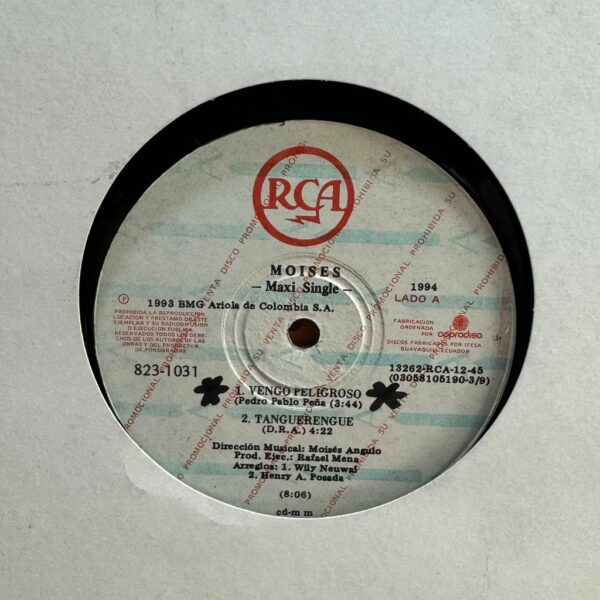 RCA
MOISES
— Maxi Single —
1994
LADO A
1993 BMG Ariola de Colombia S.A.
PROHIBIDA LA REPRODUCCION
LOCACION Y PRESTAMO DE ESTE
EJEMPLAR Y SU RADIODIFUSION
O EJECUCION PUBLICA.
RESERVADOS TODOS LOS DERE-
CHOS DE LOS AUTORES DE LAS
OBRAS Y DEL PRODUCTOR
DE FONOGRAMAS
FABRICACION
ORDENADA
POR
DISCOS FABRICADOS POR IFESA
GUAYAQUIL-ECUADOR
823-1031
13262-RCA-12-45
(03058105190-3/9)
1. VENGO PELIGROSO
(Pedro Pablo Peña (3:44)
2. TANGUERENGUE
(D.R.A.) 4:22
Dirección Musical: Moisés Angulo
Prod. Ejec.: Rafael Mena
Arreglos: 1. Wily Neuwal
2. Henry A. Posada
(8:06)
cd-m m
DISCO PROMOCIONAL PROHIBIDA SU VENTA